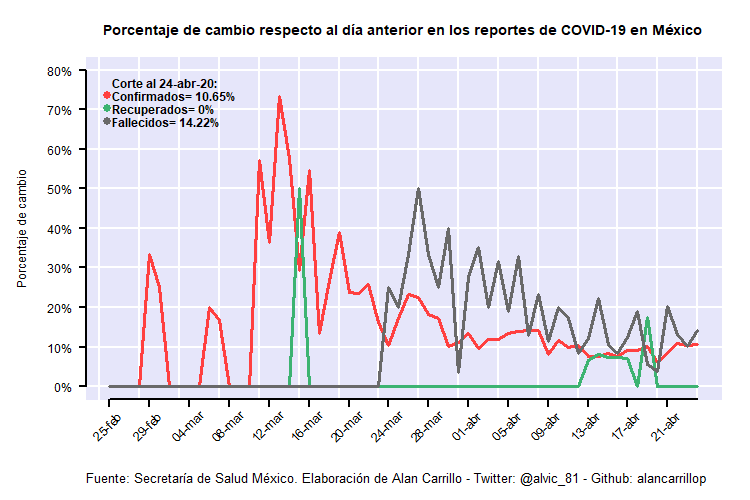 Porcentaje de cambio respecto al día anterior en los reportes de COVID-19 en México
Porcentaje de cambio
80%
70%
60%
50%
40%
30%
20%
10%
0%
Corte al 24-abr-20:
Confirmados= 10.65%
Recuperados= 0%
Fallecidos= 14.22%
25-feb
29-feb
04-mar
08-mar
12-mar
16-mar
20-mar
24-mar
28-mar
01-abr
05-abr
09-abr
13-abr
17-abr
21-abr
Fuente: Secretaría de Salud México. Elaboración de Alan Carrillo - Twitter: @alvic_81 - Github: alancarrillop